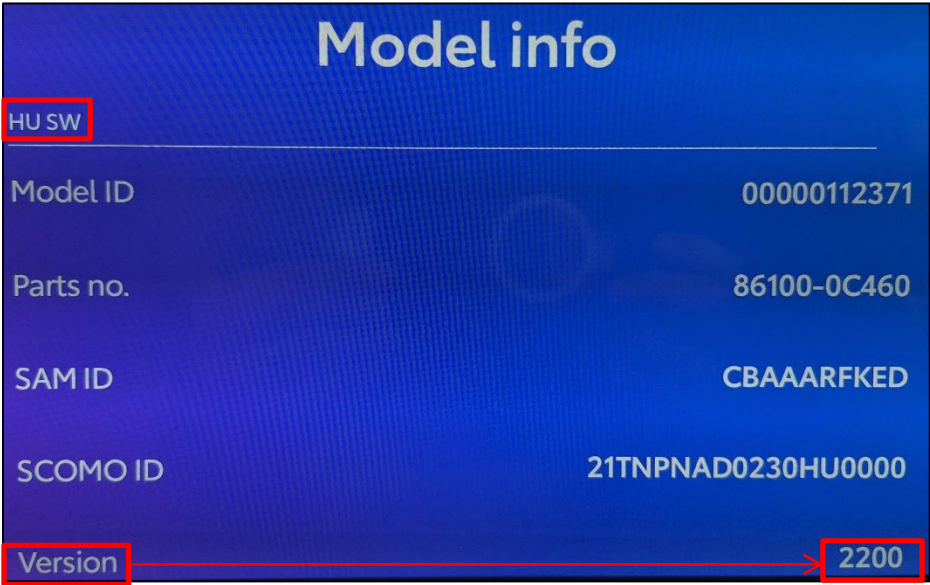 Model info
HU SW
Model ID 00000112371
Parts no. 86100-0C460
SAM ID CBAAARFKED
SCOMO ID 21TNPNAD0230HU0000
Version 2200